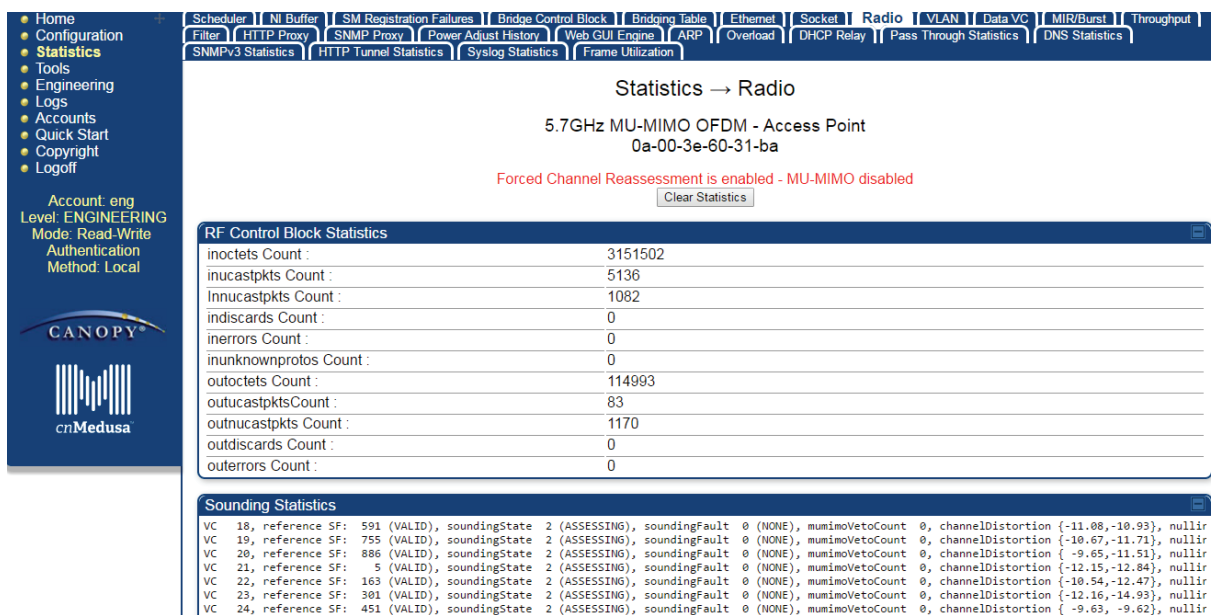 Home
Configuration
Statistics
Tools
Engineering
Logs
Accounts
Quick Start
Copyright
Logoff
Account: eng
Level: ENGINEERING
Mode: Read-Write
Authentication
Method: Local
CANOPY®
cnMedusa™
Scheduler NI Buffer SM Registration Failures Bridge Control Block Bridging Table Ethernet Socket Radio VLAN Data VC MIR/Burst Throughput
Filter HTTP Proxy SNMP Proxy Power Adjust History Web GUI Engine ARP Overload DHCP Relay Pass Through Statistics DNS Statistics
SNMPv3 Statistics HTTP Tunnel Statistics Syslog Statistics Frame Utilization
Statistics → Radio
5.7GHz MU-MIMO OFDM - Access Point
0a-00-3e-60-31-ba
Forced Channel Reassessment is enabled - MU-MIMO disabled
Clear Statistics
RF Control Block Statistics
inoctets Count : 3151502
inucastpkts Count : 5136
Innucastpkts Count : 1082
indiscards Count : 0
inerrors Count : 0
inunknownprotos Count : 0
outoctets Count : 114993
outucastpktsCount : 83
outnucastpkts Count : 1170
outdiscards Count : 0
outerrors Count : 0
Sounding Statistics
VC 18, reference SF: 591 (VALID), soundingState 2 (ASSESSING), soundingFault 0 (NONE), mumimoVetoCount 0, channelDistortion {-11.08,-10.93}, nullir
VC 19, reference SF: 755 (VALID), soundingState 2 (ASSESSING), soundingFault 0 (NONE), mumimoVetoCount 0, channelDistortion {-10.67,-11.71}, nullir
VC 20, reference SF: 886 (VALID), soundingState 2 (ASSESSING), soundingFault 0 (NONE), mumimoVetoCount 0, channelDistortion { -9.65,-11.51}, nullir
VC 21, reference SF: 5 (VALID), soundingState 2 (ASSESSING), soundingFault 0 (NONE), mumimoVetoCount 0, channelDistortion {-12.15,-12.84}, nullir
VC 22, reference SF: 163 (VALID), soundingState 2 (ASSESSING), soundingFault 0 (NONE), mumimoVetoCount 0, channelDistortion {-10.54,-12.47}, nullir
VC 23, reference SF: 301 (VALID), soundingState 2 (ASSESSING), soundingFault 0 (NONE), mumimoVetoCount 0, channelDistortion {-12.16,-14.93}, nullir
VC 24, reference SF: 451 (VALID), soundingState 2 (ASSESSING), soundingFault 0 (NONE), mumimoVetoCount 0, channelDistortion { -9.63, -9.62}, nullir